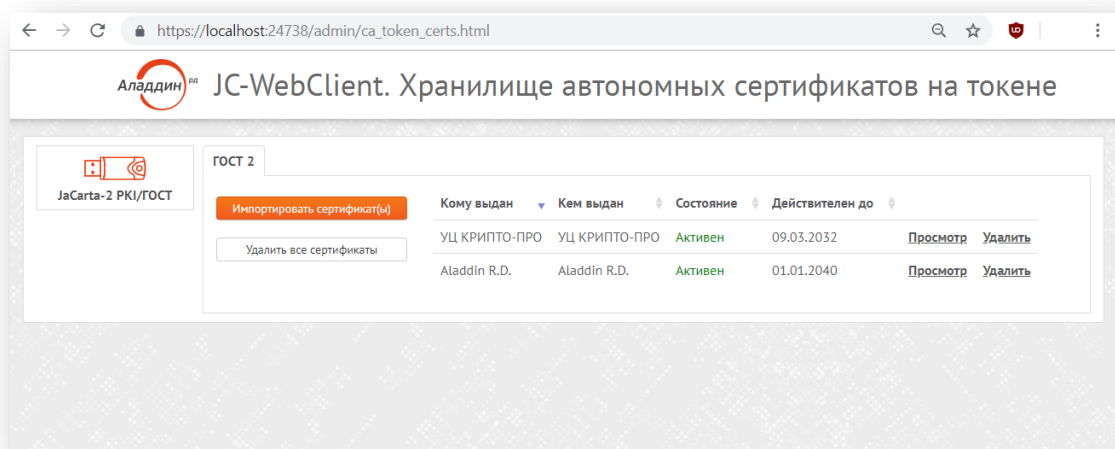 https://localhost:24738/admin/ca_token_certs.html
Аладдин РД JC-WebClient. Хранилище автономных сертификатов на токене
JaCarta-2 PKI/ГОСТ
ГОСТ 2
Импортировать сертификат(ы)
Удалить все сертификаты
Кому выдан Кем выдан Состояние Действителен до
УЦ КРИПТО-ПРО УЦ КРИПТО-ПРО Активен 09.03.2032 Просмотр Удалить
Aladdin R.D. Aladdin R.D. Активен 01.01.2040 Просмотр Удалить